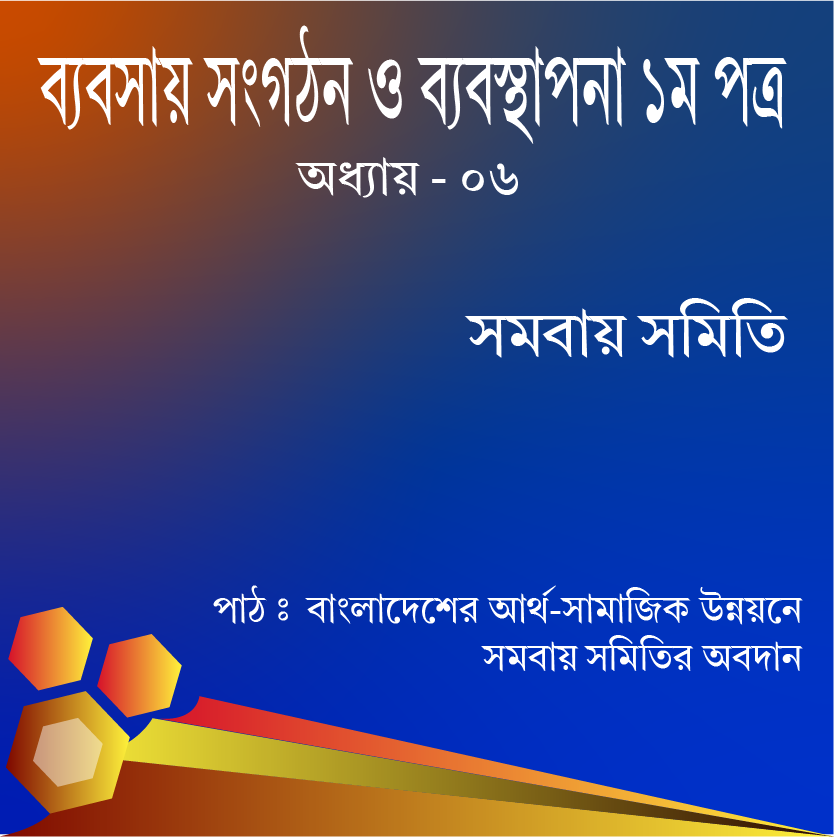 ব্যবসায় সংগঠন ও ব্যবস্থাপনা ১ম পত্র
অধ্যায় - ০৬
সমবায় সমিতি
পাঠ ঃ বাংলাদেশের আর্থ-সামাজিক উন্নয়নে
সমবায় সমিতির অবদান